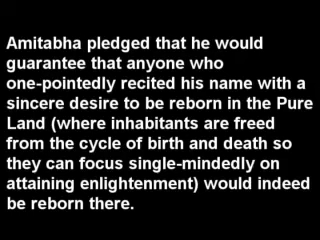 Amitabha pledged that he would
guarantee that anyone who
one-pointedly recited his name with a
sincere desire to be reborn in the Pure
Land (where inhabitants are freed
from the cycle of birth and death so
they can focus single-mindedly on
attaining enlightenment) would indeed
be reborn there.